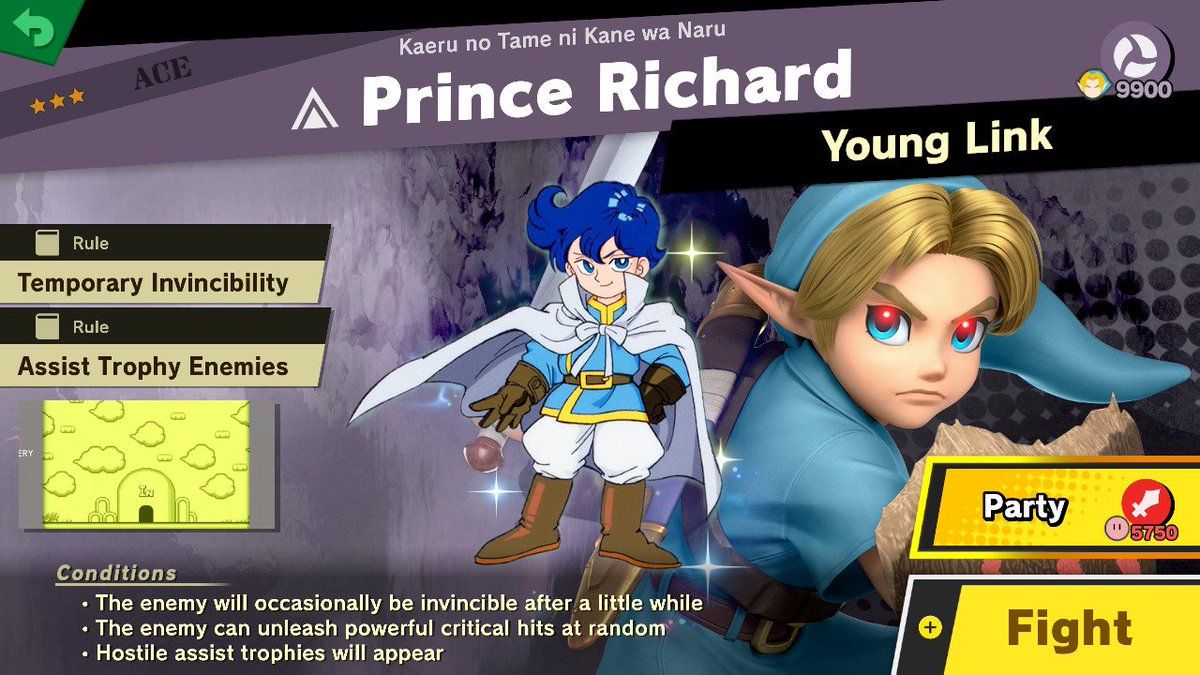 Kaeru no Tame ni Kane wa Naru
ACE
Prince Richard
9900
Young Link
Rule
Temporary Invincibility
Rule
Assist Trophy Enemies
ERY
In
Party
5750
Conditions
• The enemy will occasionally be invincible after a little while
• The enemy can unleash powerful critical hits at random
• Hostile assist trophies will appear
+ Fight